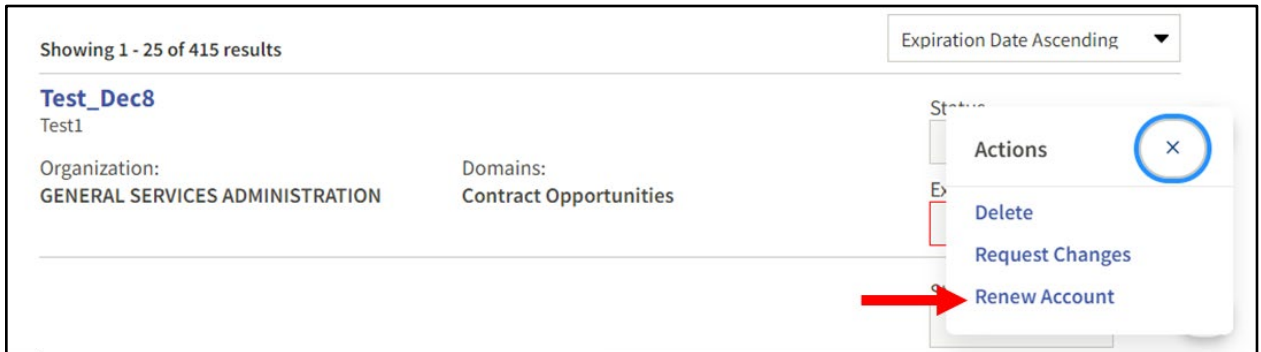 Showing 1 - 25 of 415 results
Expiration Date Ascending
Test_Dec8
Test1
Organization:
GENERAL SERVICES ADMINISTRATION
Domains:
Contract Opportunities
Actions
Delete
Request Changes
Renew Account